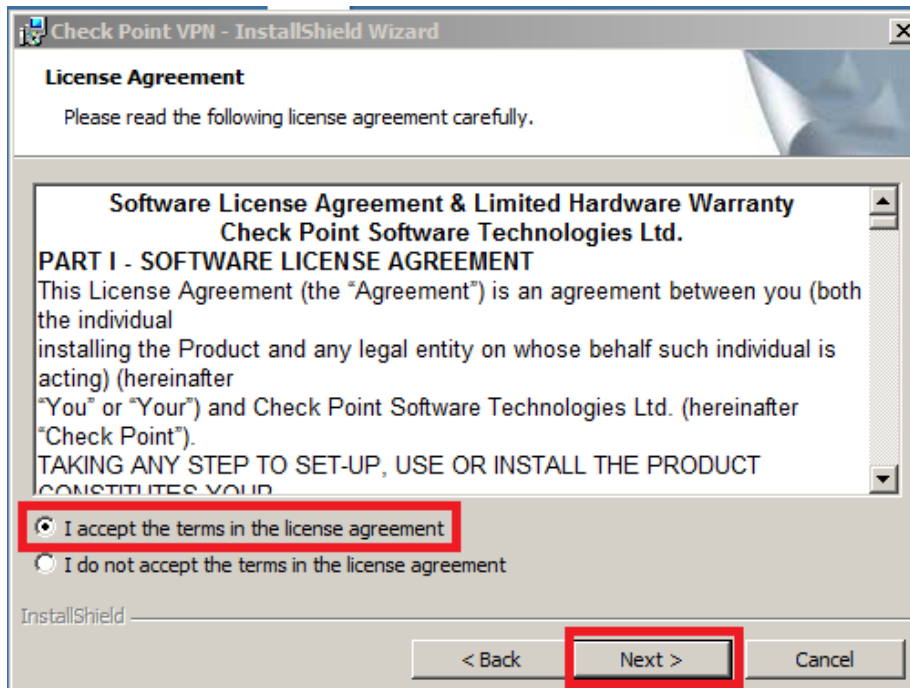 Check Point VPN - InstallShield Wizard
License Agreement
Please read the following license agreement carefully.
Software License Agreement & Limited Hardware Warranty
Check Point Software Technologies Ltd.
PART I - SOFTWARE LICENSE AGREEMENT
This License Agreement (the “Agreement”) is an agreement between you (both
the individual
installing the Product and any legal entity on whose behalf such individual is
acting) (hereinafter
“You” or “Your”) and Check Point Software Technologies Ltd. (hereinafter
“Check Point”).
TAKING ANY STEP TO SET-UP, USE OR INSTALL THE PRODUCT
CONSTITUTES YOUR
I accept the terms in the license agreement
I do not accept the terms in the license agreement
InstallShield
< Back Next > Cancel